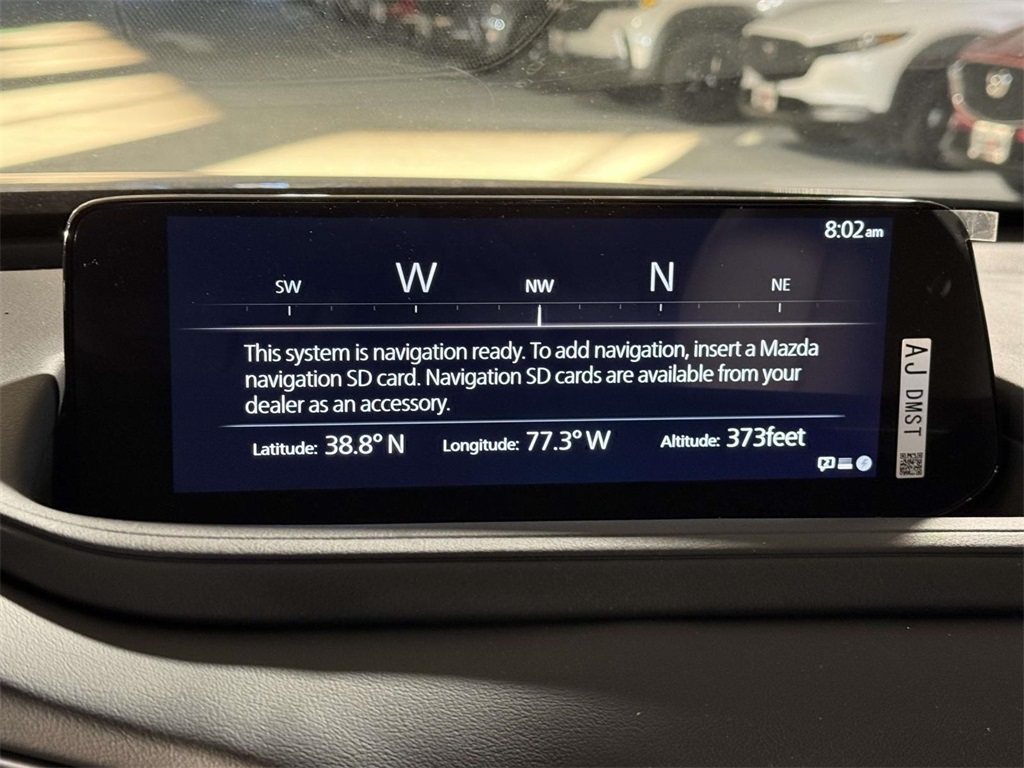 8:02am
SW W NW N NE
This system is navigation ready. To add navigation, insert a Mazda
navigation SD card. Navigation SD cards are available from your
dealer as an accessory.
Latitude: 38.8° N Longitude: 77.3° W Altitude: 373feet
AJ DMST